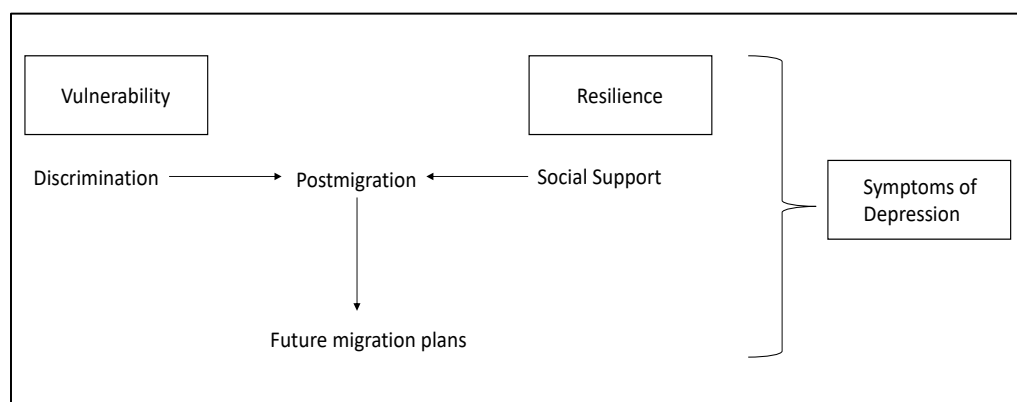 Vulnerability
Resilience
Discrimination
Postmigration
Social Support
Symptoms of
Depression
Future migration plans